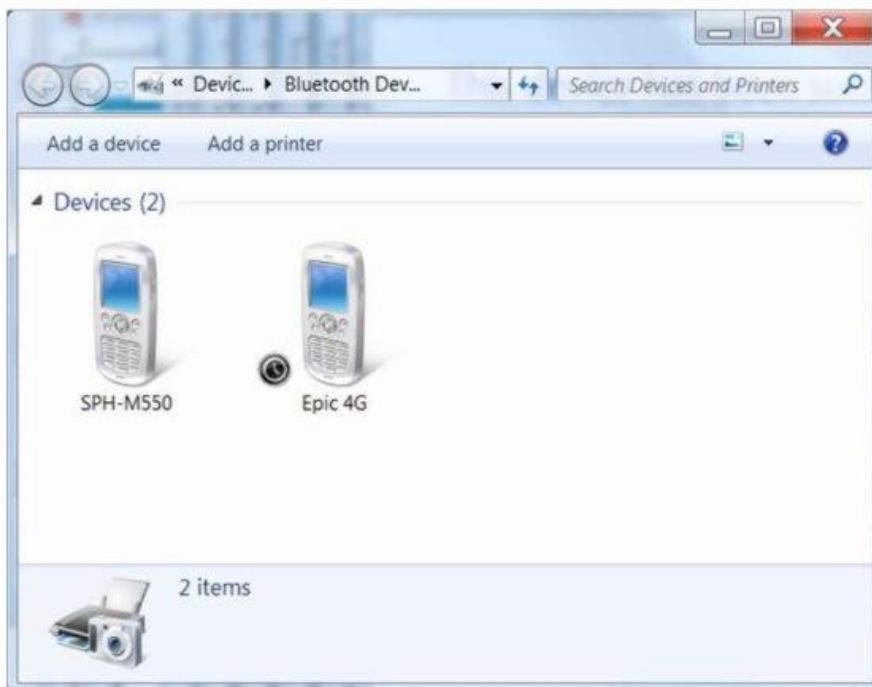 « Devic... ▸ Bluetooth Dev... Search Devices and Printers
Add a device Add a printer
Devices (2)
SPH-M550 Epic 4G
2 items